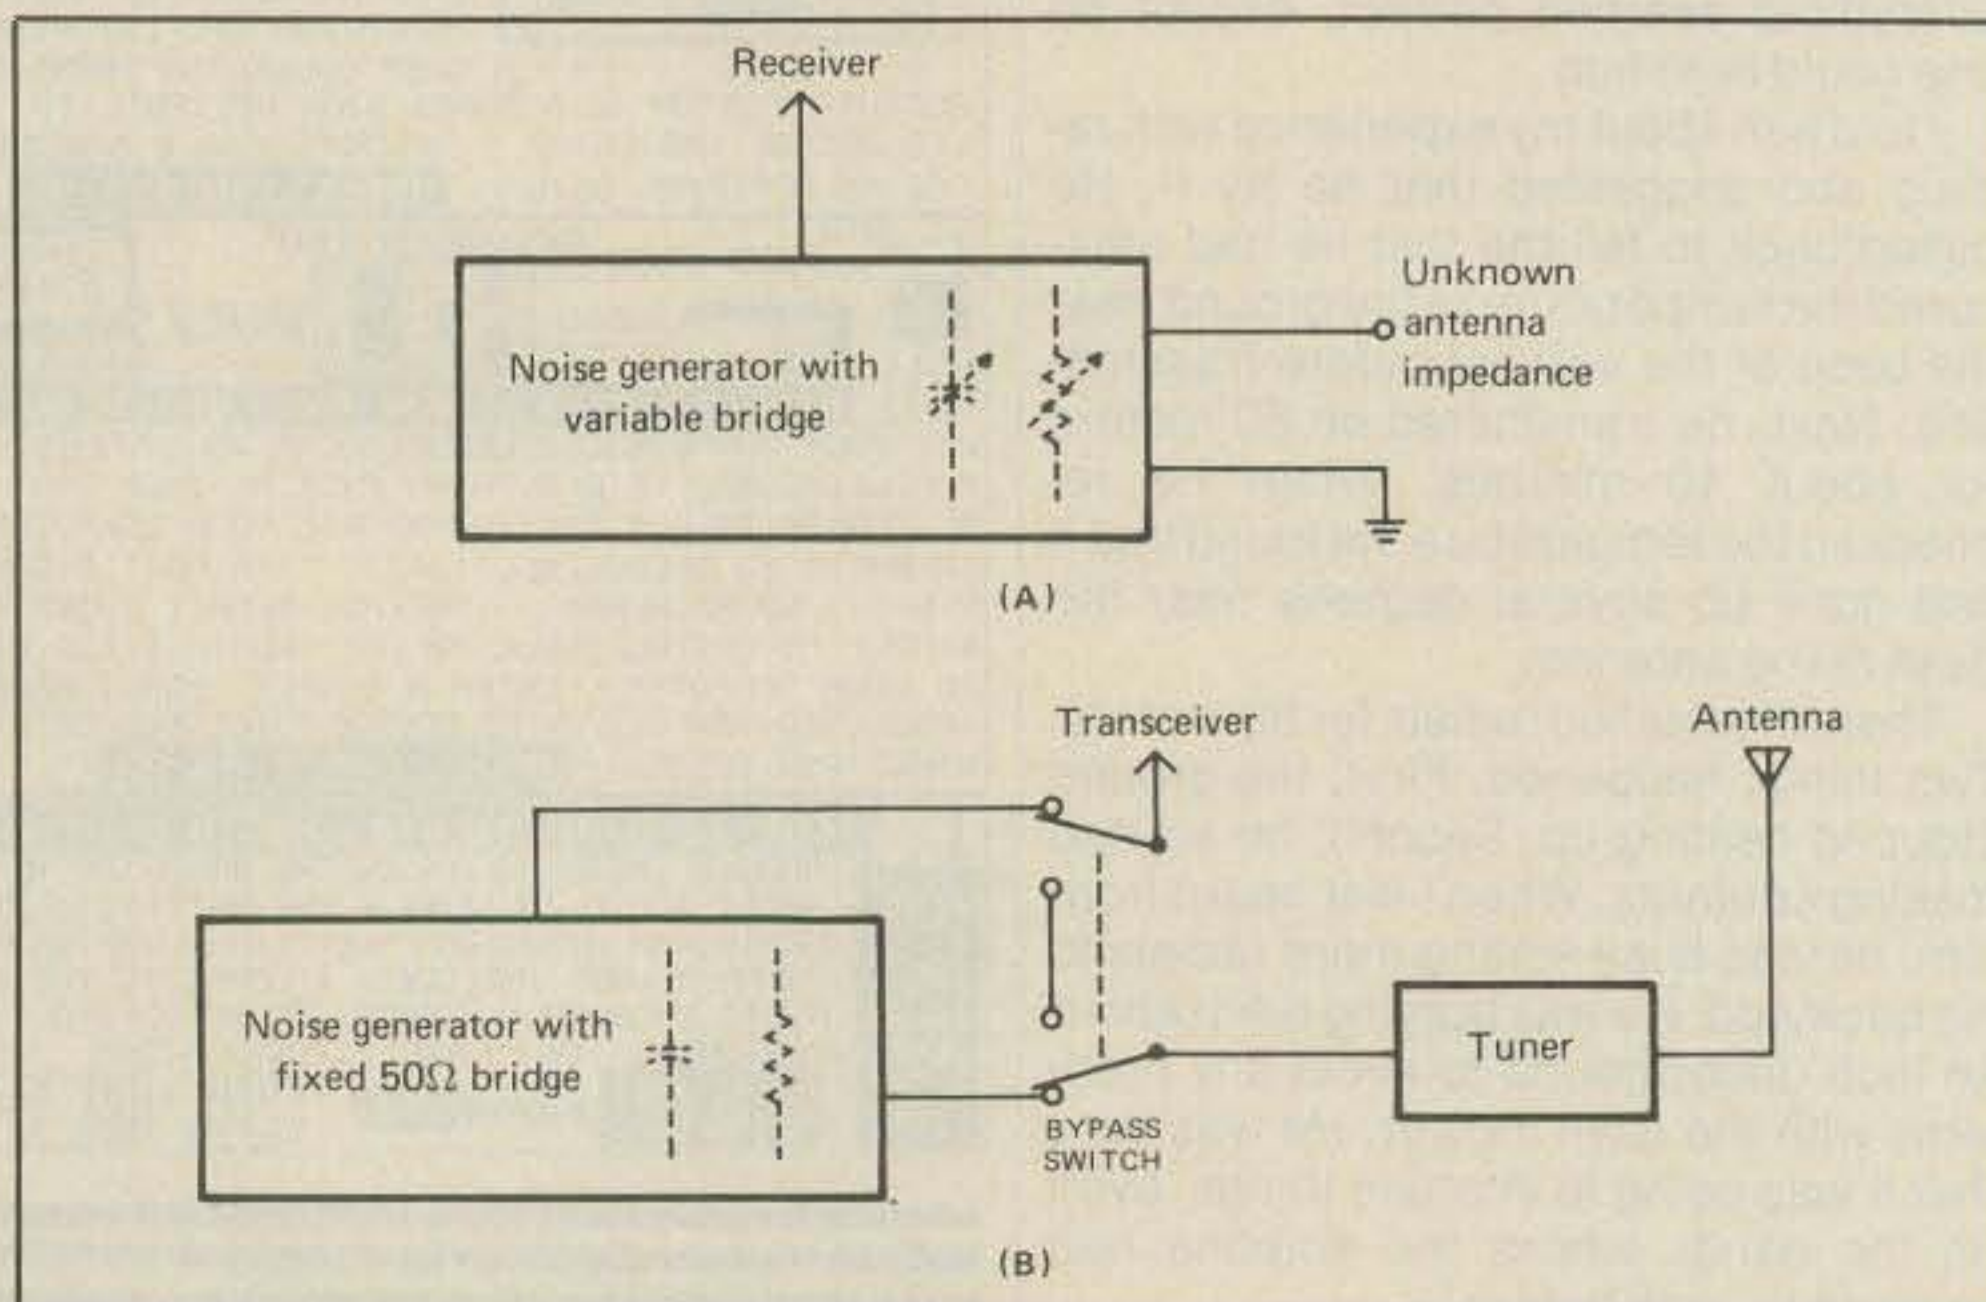 Receiver
Noise generator with
variable bridge
Unknown
antenna
impedance
(A)
Transceiver
Antenna
Noise generator with
fixed 50Ω bridge
Tuner
BYPASS
SWITCH
(B)